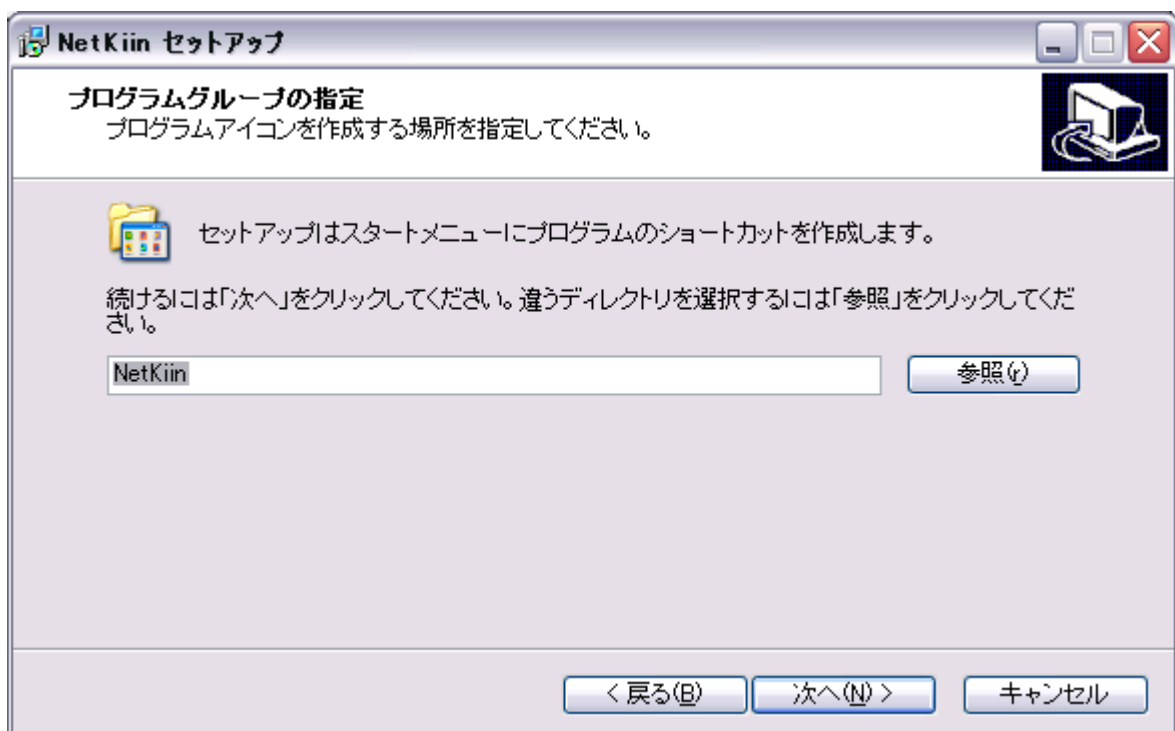 NetKiin セットアップ
プログラムグループの指定
プログラムアイコンを作成する場所を指定してください。
セットアップはスタートメニューにプログラムのショートカットを作成します。
続けるには「次へ」をクリックしてください。違うディレクトリを選択するには「参照」をクリックしてくだ
さい。
NetKiin
参照(r)
< 戻る(B)
次へ(N) >
キャンセル